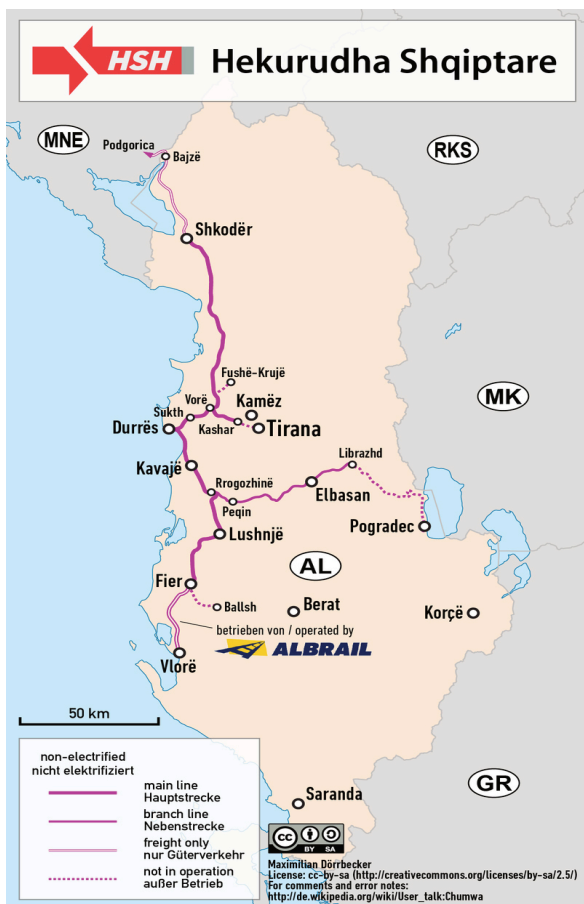 HSH Hekurudha Shqiptare
MNE
RKS
Podgorica
Bajzë
Shkodër
MK
Fushë-Krujë
Vorë
Kamëz
Sukth
Durrës
Kashar
Tirana
Kavajë
Librazhd
Rrogozhinë
Elbasan
Peqin
Pogradec
Lushnjë
AL
Fier
Ballsh
Berat
Korçë
betrieben von / operated by
ALBRAIL
Vlorë
50 km
non-electrified
nicht elektrifiziert
main line
Hauptstrecke
branch line
Nebenstrecke
freight only
nur Güterverkehr
not in operation
außer Betrieb
GR
Saranda
cc
BY SA
Maximilian Dörrbecker
License: cc-by-sa (http://creativecommons.org/licenses/by-sa/2.5/)
For comments and error notes:
http://de.wikipedia.org/wiki/User_talk:Chumwa